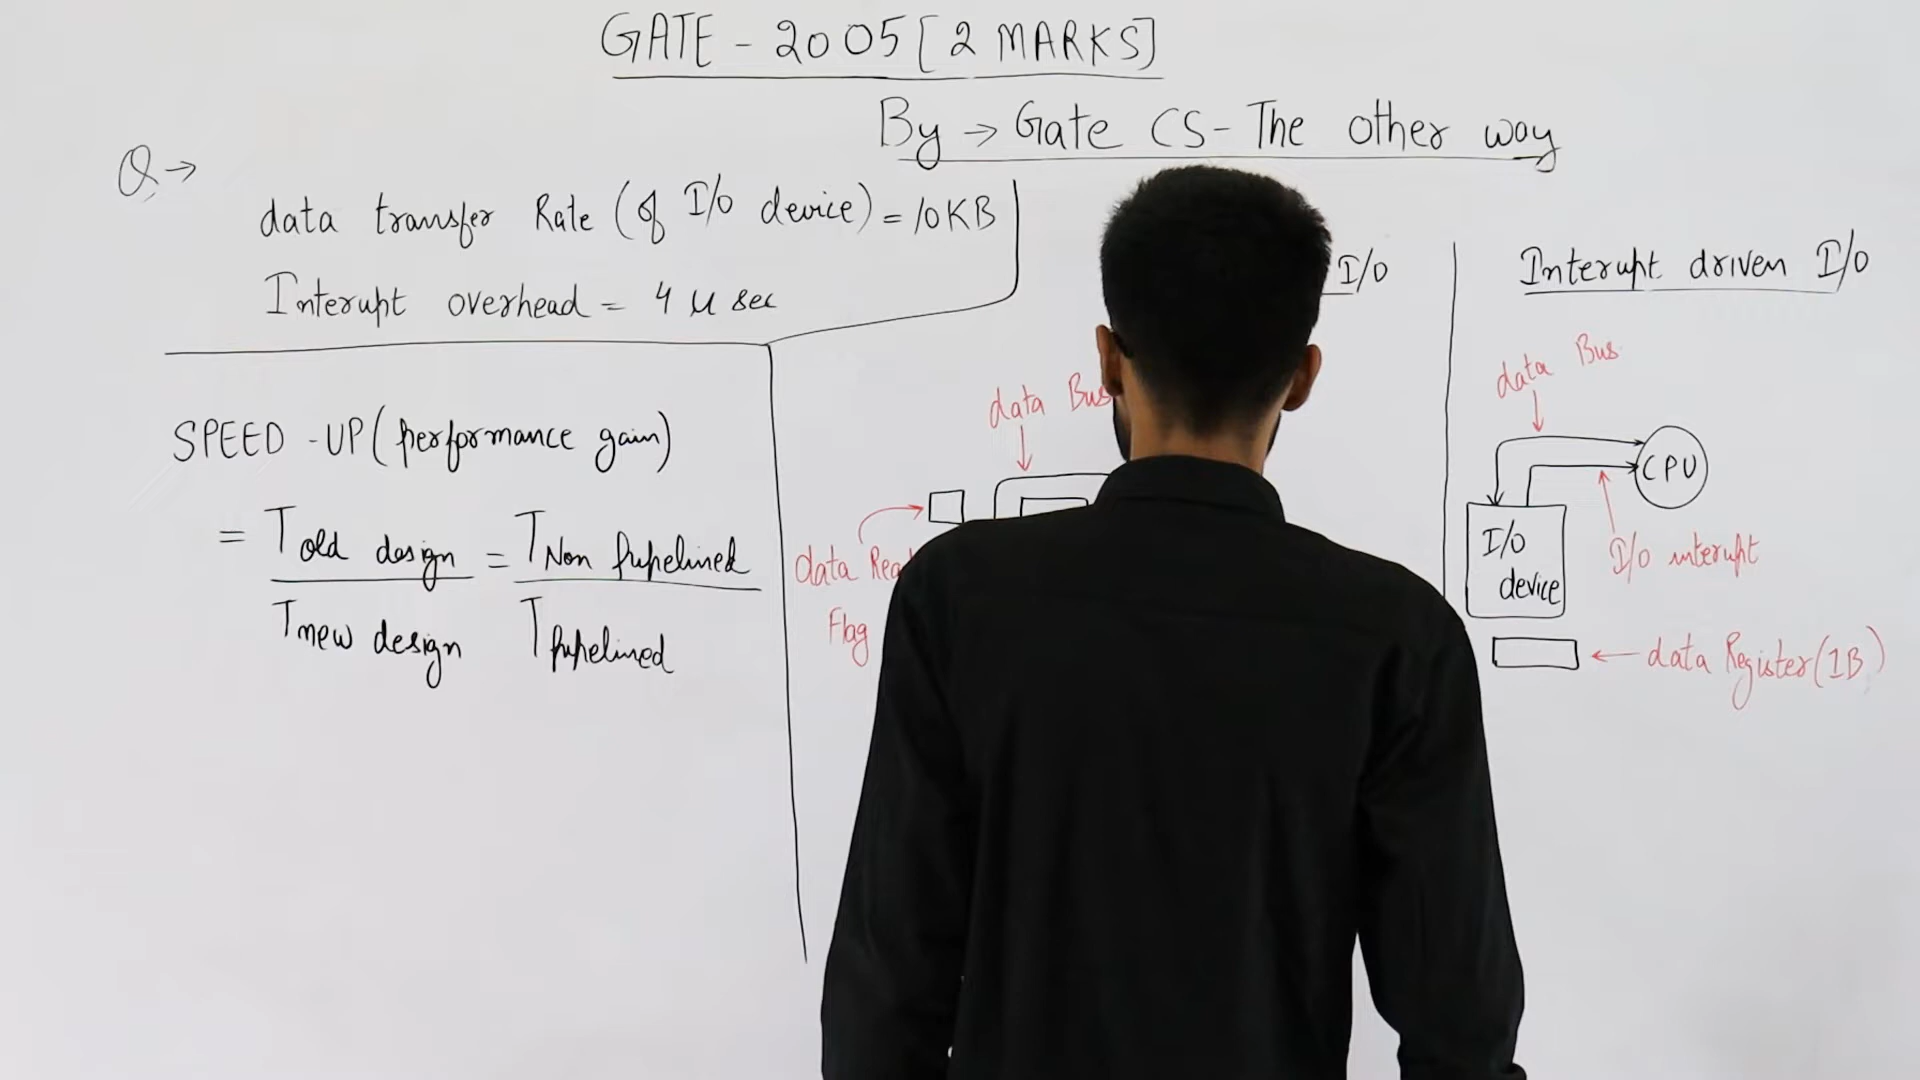 GATE - 2005 [2 MARKS]
By → Gate CS - The other way
Q →
data transfer Rate (of I/O device) = 10KB
Interupt overhead = 4 μ sec
SPEED - UP (performance gain)
= T old design = T Non pipelined
T new design T pipelined
I/O
data Bus
data Rea
Flag
Interupt driven I/O
data Bus
CPU
I/O
device
I/O interupt
data Register (1B)